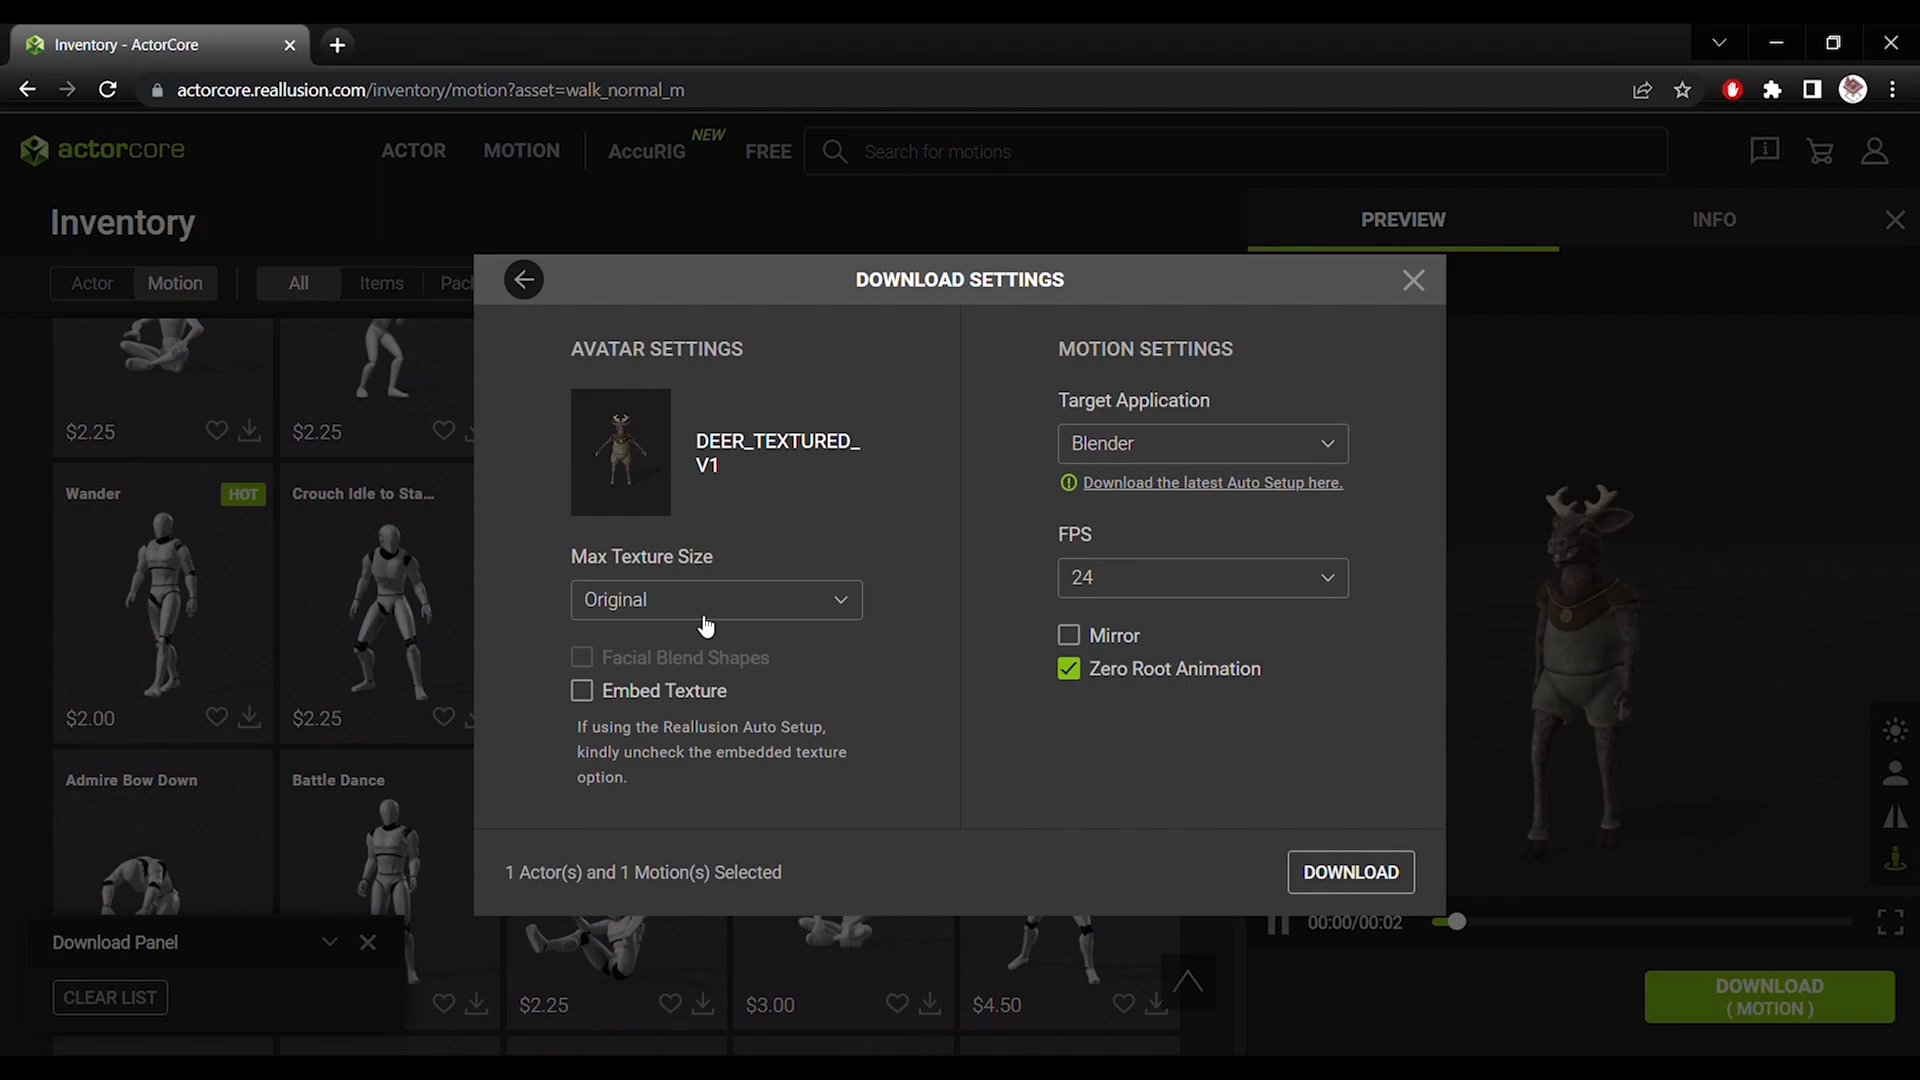 Inventory - ActorCore
actorcore.reallusion.com/inventory/motion?asset=walk_normal_m
actorcore
ACTOR
MOTION
AccuRIG
NEW
FREE
Search for motions
Inventory
PREVIEW
INFO
Actor
Motion
All
Items
Pac
DOWNLOAD SETTINGS
AVATAR SETTINGS
DEER_TEXTURED_
V1
Max Texture Size
Original
Facial Blend Shapes
Embed Texture
If using the Reallusion Auto Setup,
kindly uncheck the embedded texture
option.
MOTION SETTINGS
Target Application
Blender
Download the latest Auto Setup here.
FPS
24
Mirror
Zero Root Animation
1 Actor(s) and 1 Motion(s) Selected
DOWNLOAD
$2.25
$2.25
Wander
HOT
Crouch Idle to Sta...
$2.00
$2.25
Admire Bow Down
Battle Dance
Download Panel
CLEAR LIST
$2.25
$3.00
$4.50
00:00/00:02
DOWNLOAD
( MOTION )